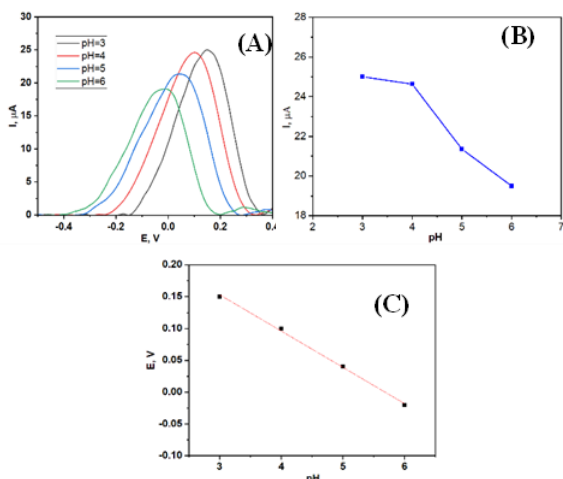 (A)
pH=3
pH=4
pH=5
pH=6
30
25
20
15
10
5
0
I, µA
-0.4
-0.2
0.0
0.2
0.4
E, V
(B)
28
26
24
22
20
18
I, µA
2
3
4
5
6
7
pH
(C)
0.20
0.15
0.10
0.05
0.00
-0.05
-0.10
E, V
3
4
5
6
pH